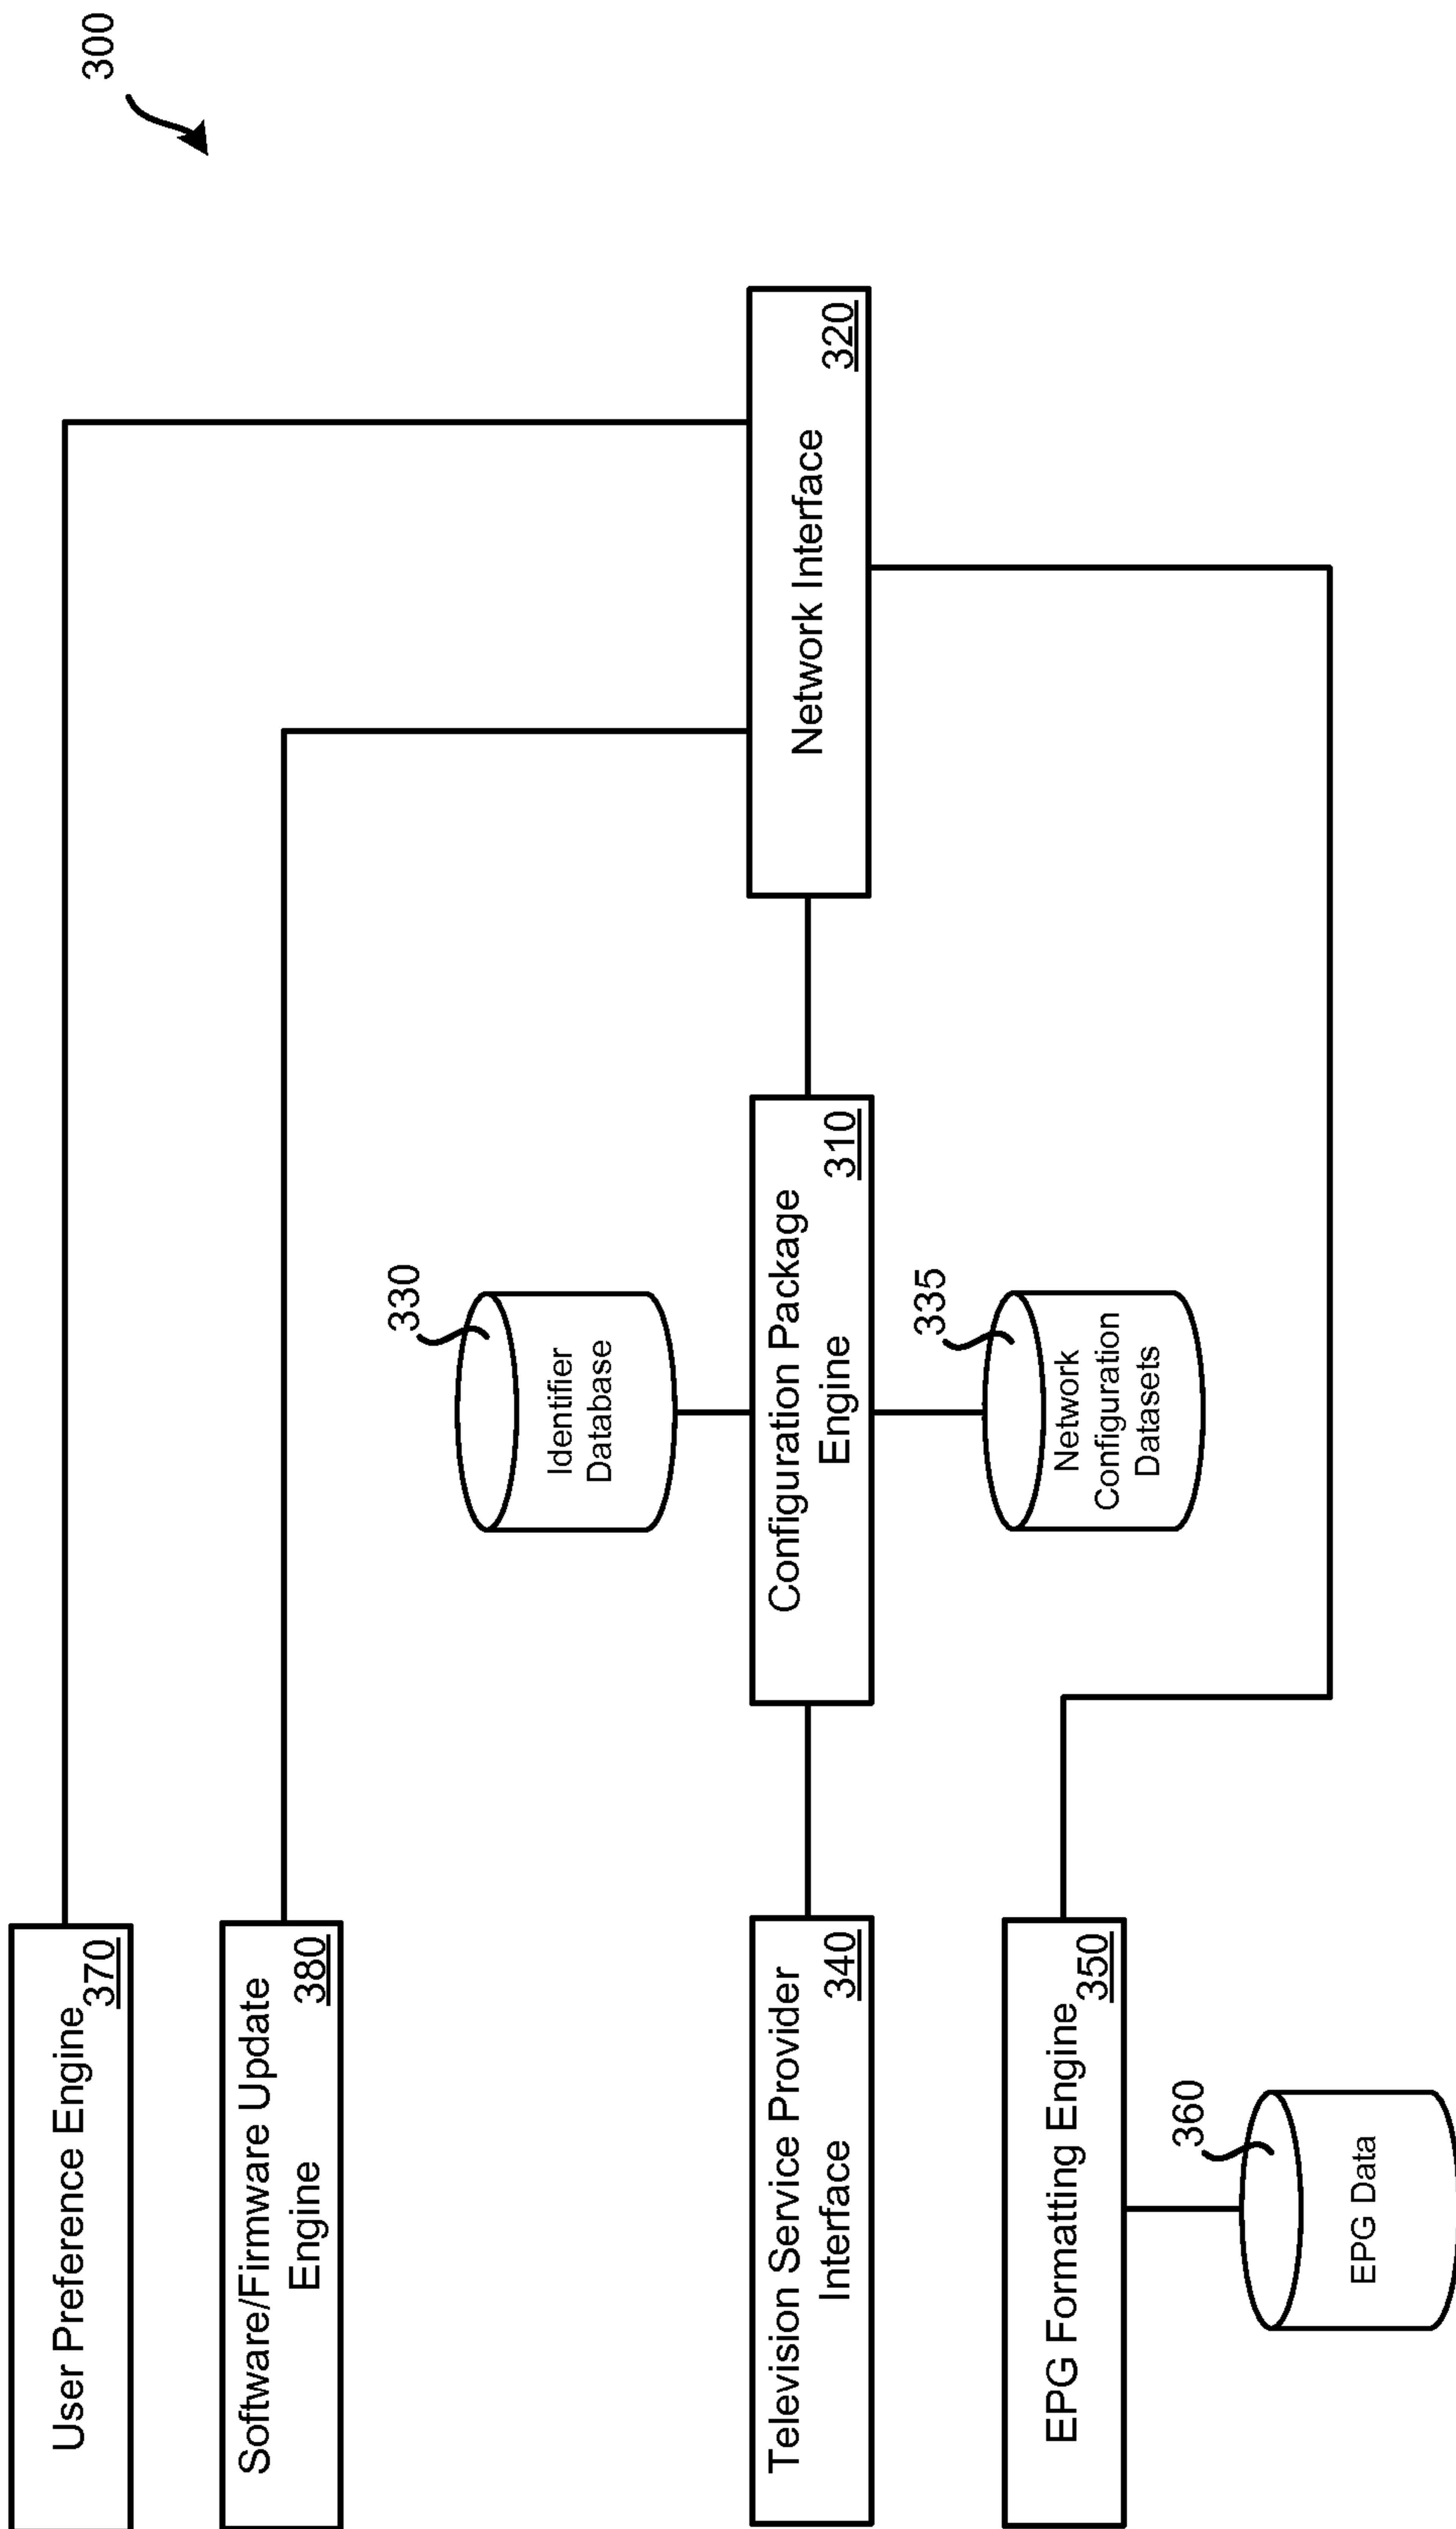 300
User Preference Engine
370
Software/Firmware Update
Engine
380
330
Identifier
Database
Television Service Provider
Interface
340
Configuration Package
Engine
310
Network Interface
320
335
Network
Configuration
Datasets
EPG Formatting Engine
350
360
EPG Data